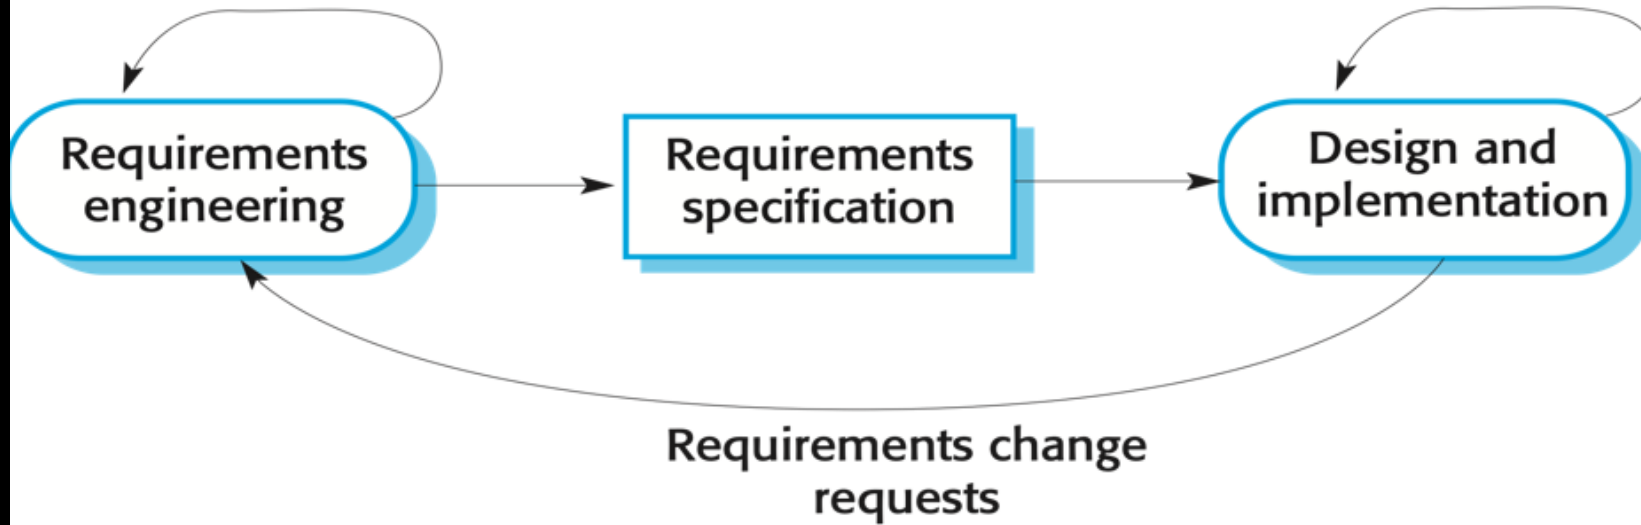 Requirements
engineering
Requirements
specification
Design and
implementation
Requirements change
requests